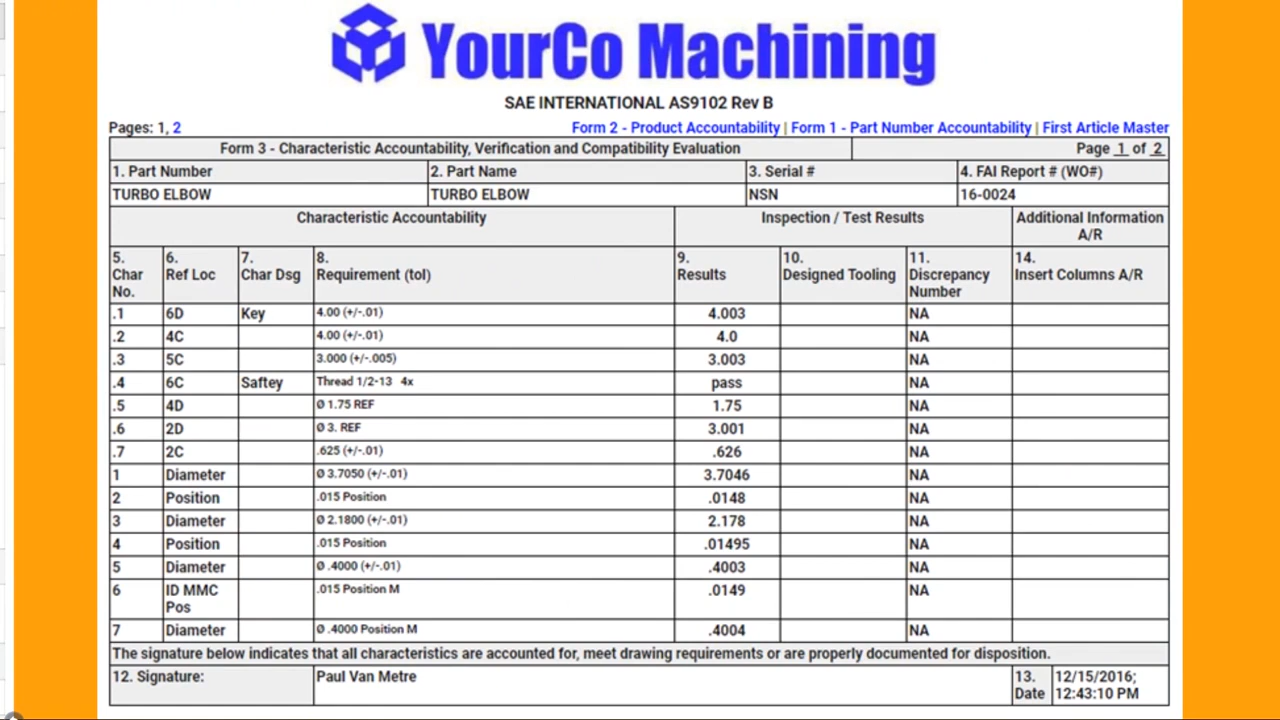 YourCo Machining
SAE INTERNATIONAL AS9102 Rev B
Pages: 1, 2
Form 2 - Product Accountability | Form 1 - Part Number Accountability | First Article Master
Form 3 - Characteristic Accountability, Verification and Compatibility Evaluation Page 1 of 2
1. Part Number 2. Part Name 3. Serial # 4. FAI Report # (WO#)
TURBO ELBOW TURBO ELBOW NSN 16-0024
Characteristic Accountability Inspection / Test Results Additional Information
A/R
5. 6. 7. 8. 9. 10. 11. 14.
Char Ref Loc Char Dsg Requirement (tol) Results Designed Tooling Discrepancy Insert Columns A/R
No. Number
.1 6D Key 4.00 (+/-.01) 4.003 NA
.2 4C 4.00 (+/-.01) 4.0 NA
.3 5C 3.000 (+/-.005) 3.003 NA
.4 6C Saftey Thread 1/2-13 4x pass NA
.5 4D Ø 1.75 REF 1.75 NA
.6 2D Ø 3. REF 3.001 NA
.7 2C .625 (+/-.01) .626 NA
1 Diameter Ø 3.7050 (+/-.01) 3.7046 NA
2 Position .015 Position .0148 NA
3 Diameter Ø 2.1800 (+/-.01) 2.178 NA
4 Position .015 Position .01495 NA
5 Diameter Ø .4000 (+/-.01) .4003 NA
6 ID MMC .015 Position M .0149 NA
Pos
7 Diameter Ø .4000 Position M .4004 NA
The signature below indicates that all characteristics are accounted for, meet drawing requirements or are properly documented for disposition.
12. Signature: Paul Van Metre 13. 12/15/2016;
Date 12:43:10 PM